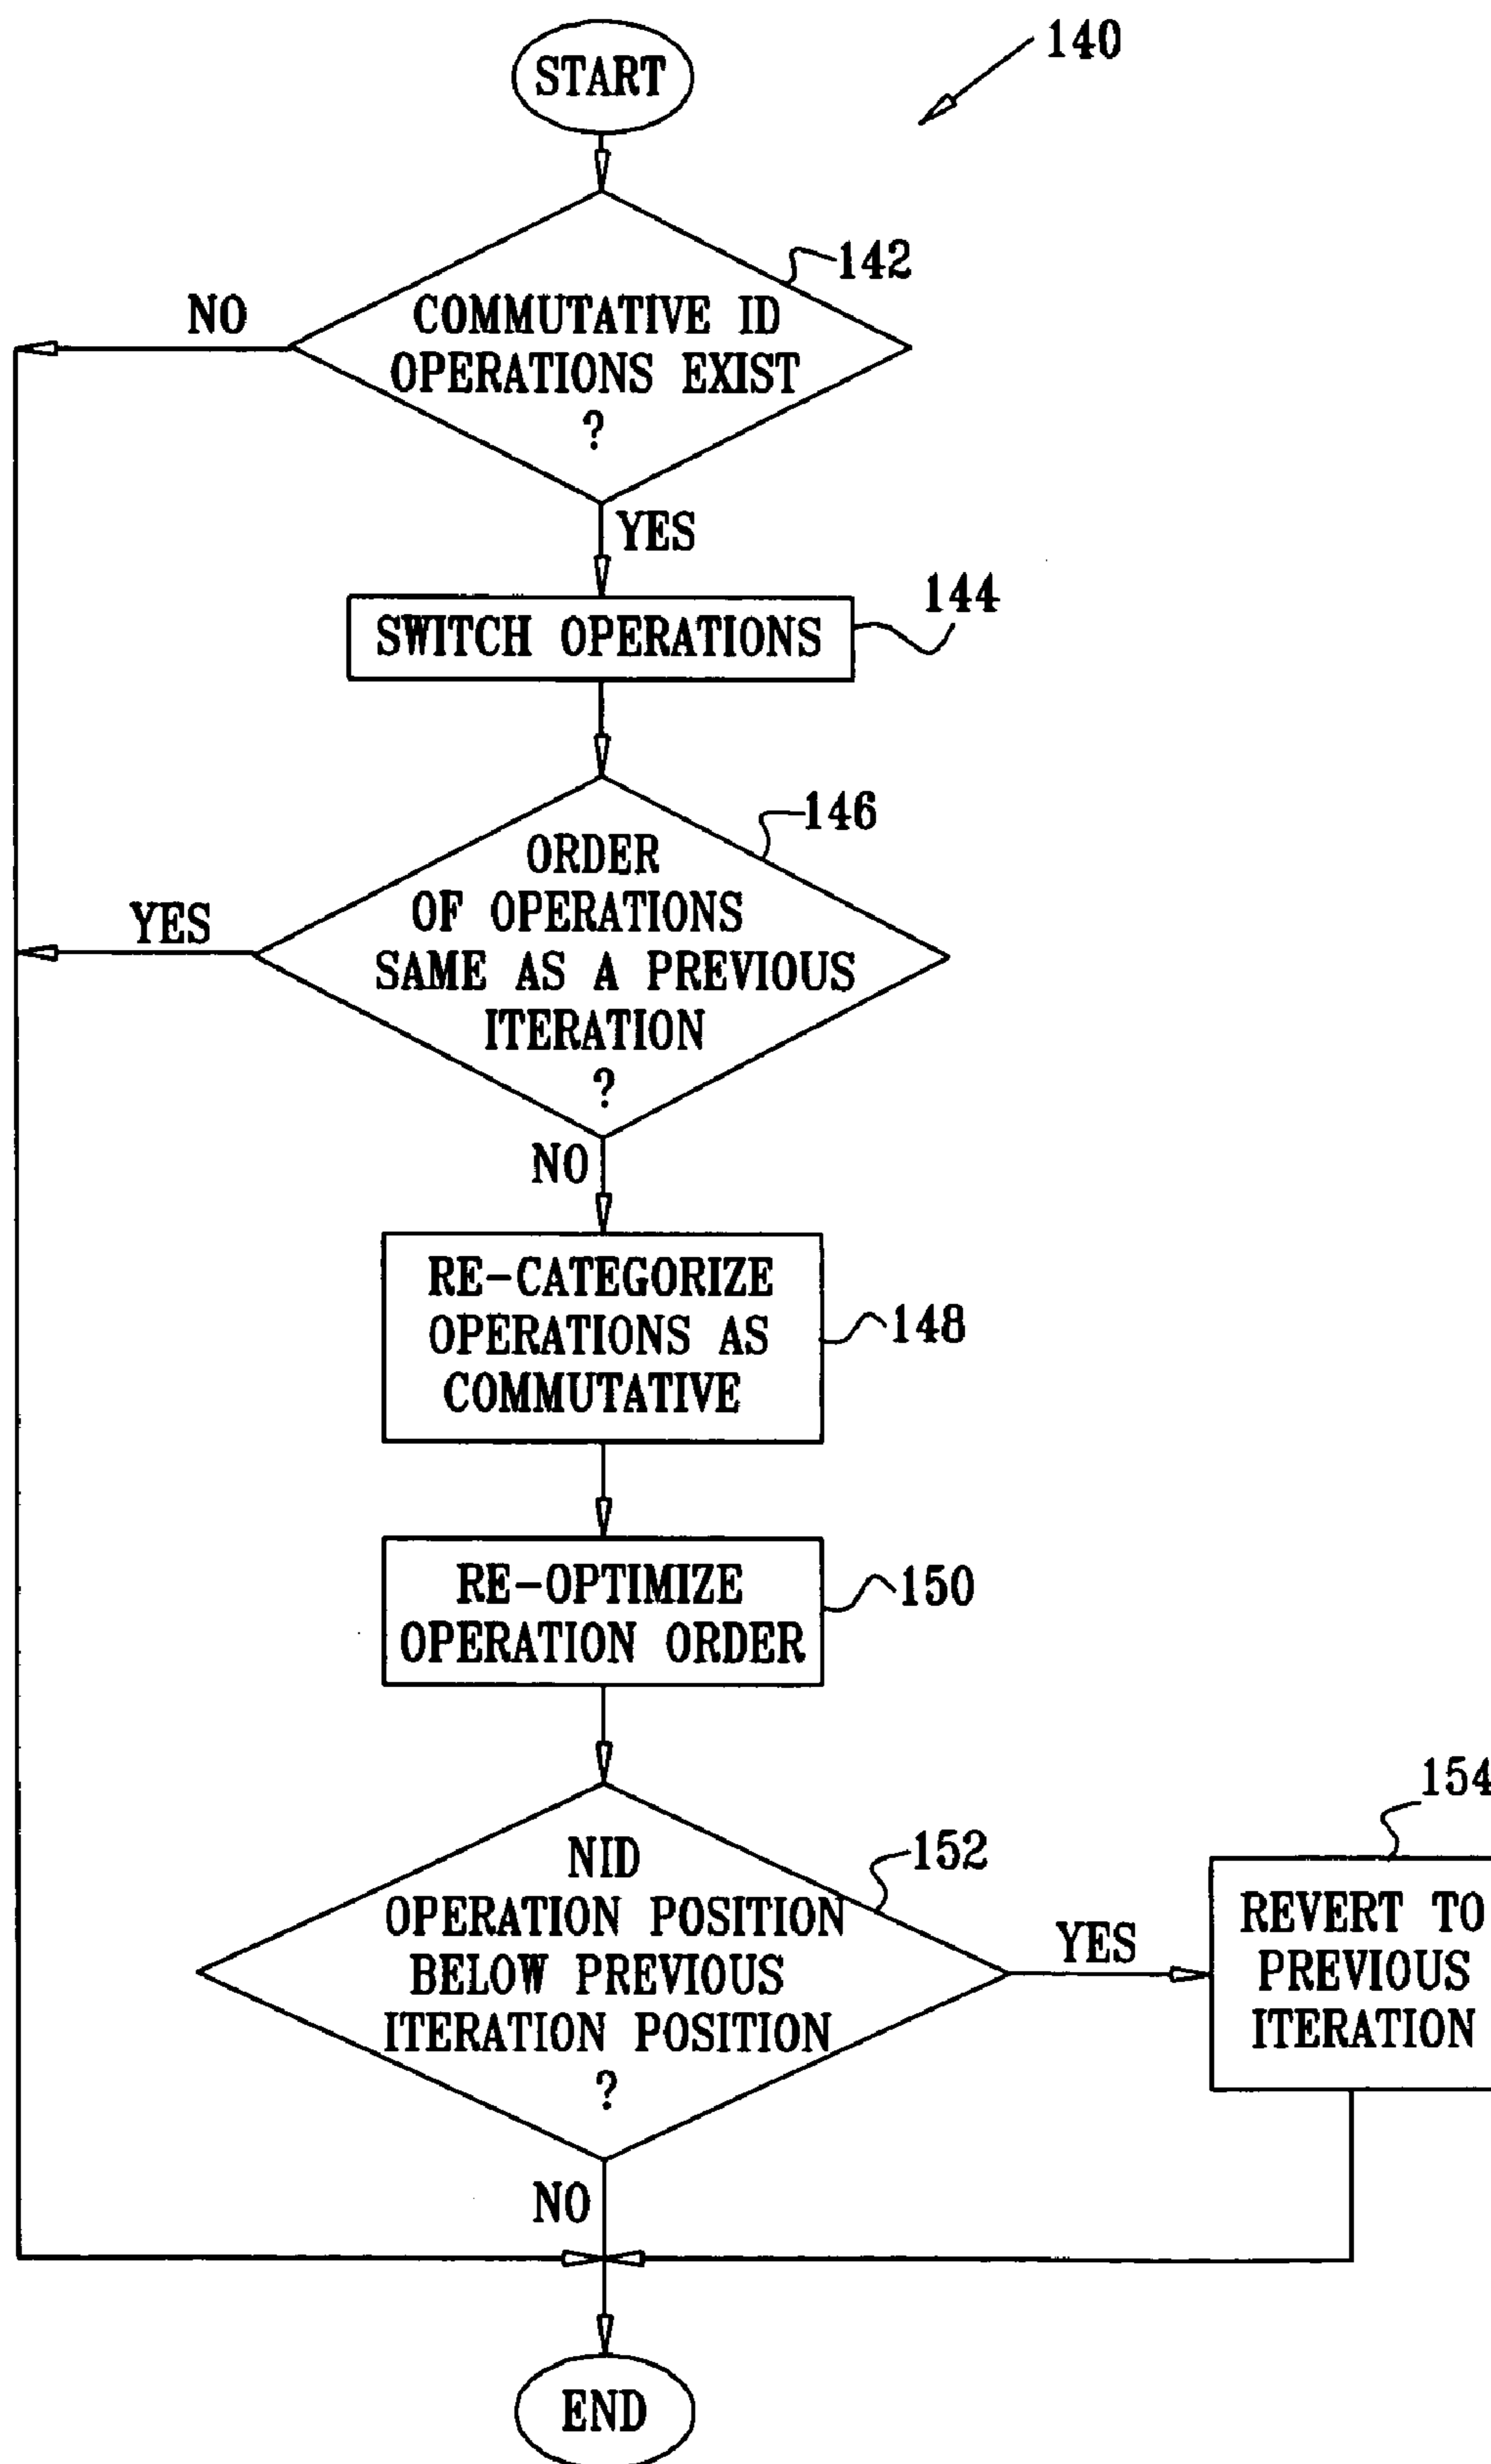 START
140
142
COMMUTATIVE ID
OPERATIONS EXIST
?
NO
YES
144
SWITCH OPERATIONS
146
ORDER
OF OPERATIONS
SAME AS A PREVIOUS
ITERATION
?
YES
NO
RE-CATEGORIZE
OPERATIONS AS
COMMUTATIVE
148
RE-OPTIMIZE
OPERATION ORDER
150
152
NID
OPERATION POSITION
BELOW PREVIOUS
ITERATION POSITION
?
YES
154
REVERT TO
PREVIOUS
ITERATION
NO
END